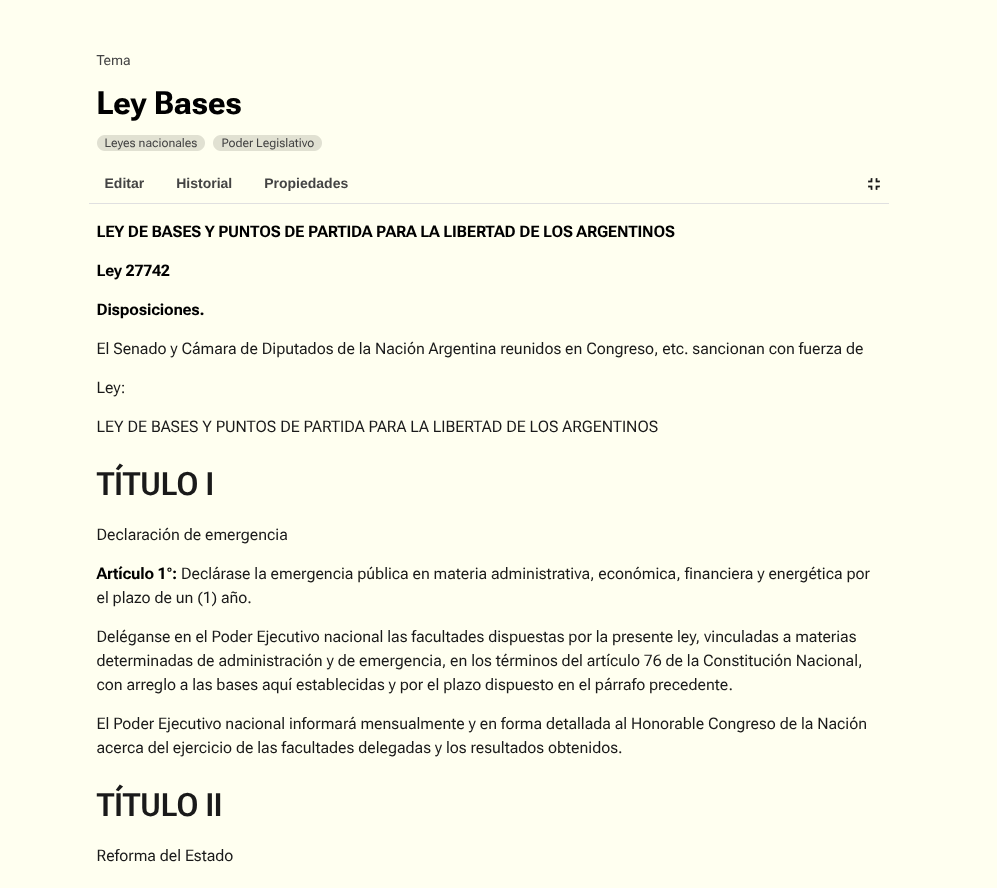 Tema
Ley Bases
Leyes nacionales Poder Legislativo
Editar Historial Propiedades
LEY DE BASES Y PUNTOS DE PARTIDA PARA LA LIBERTAD DE LOS ARGENTINOS
Ley 27742
Disposiciones.
El Senado y Cámara de Diputados de la Nación Argentina reunidos en Congreso, etc. sancionan con fuerza de
Ley:
LEY DE BASES Y PUNTOS DE PARTIDA PARA LA LIBERTAD DE LOS ARGENTINOS
TÍTULO I
Declaración de emergencia
Artículo 1°: Declárase la emergencia pública en materia administrativa, económica, financiera y energética por
el plazo de un (1) año.
Deléganse en el Poder Ejecutivo nacional las facultades dispuestas por la presente ley, vinculadas a materias
determinadas de administración y de emergencia, en los términos del artículo 76 de la Constitución Nacional,
con arreglo a las bases aquí establecidas y por el plazo dispuesto en el párrafo precedente.
El Poder Ejecutivo nacional informará mensualmente y en forma detallada al Honorable Congreso de la Nación
acerca del ejercicio de las facultades delegadas y los resultados obtenidos.
TÍTULO II
Reforma del Estado